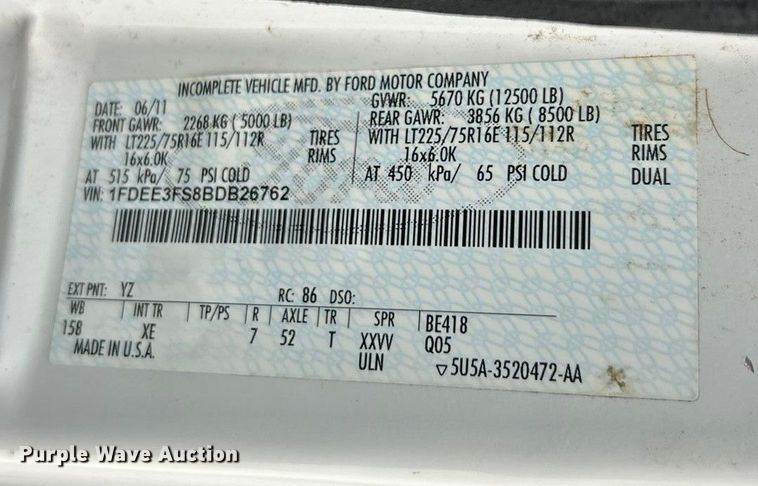 INCOMPLETE VEHICLE MFD. BY FORD MOTOR COMPANY
DATE: 06/11 GVWR: 5670 KG (12500 LB)
FRONT GAWR: 2268 KG ( 5000 LB) REAR GAWR: 3856 KG ( 8500 LB)
WITH LT225/75R16E 115/112R TIRES WITH LT225/75R16E 115/112R TIRES
16x6.0K RIMS 16x6.0K RIMS
AT 515 kPa/ 75 PSI COLD AT 450 kPa/ 65 PSI COLD DUAL
VIN: 1FDEE3FS8BDB26762
EXT PNT: YZ RC: 86 DSO:
WB INT TR TP/PS R AXLE TR SPR BE418
158 XE 7 52 T XXVV Q05
MADE IN U.S.A. ULN ▽5U5A-3520472-AA
Purple Wave Auction